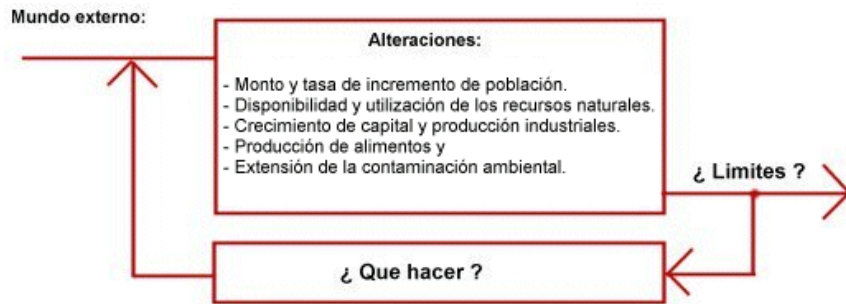 Mundo externo:
Alteraciones:
- Monto y tasa de incremento de población.
- Disponibilidad y utilización de los recursos naturales.
- Crecimiento de capital y producción industriales.
- Producción de alimentos y
- Extensión de la contaminación ambiental.
¿ Limites ?
¿ Que hacer ?